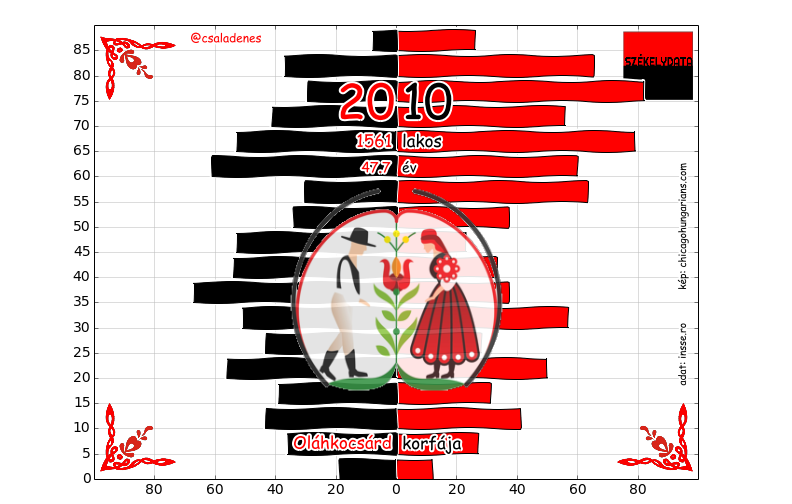 @csaladenes
SZÉKELYDATA
2010
1561 lakos
47.7 év
kép: chicagohungarians.com
adat: insse.ro
Oláhkocsárd korfája
85
80
75
70
65
60
55
50
45
40
35
30
25
20
15
10
5
0
80 60 40 20 0 20 40 60 80